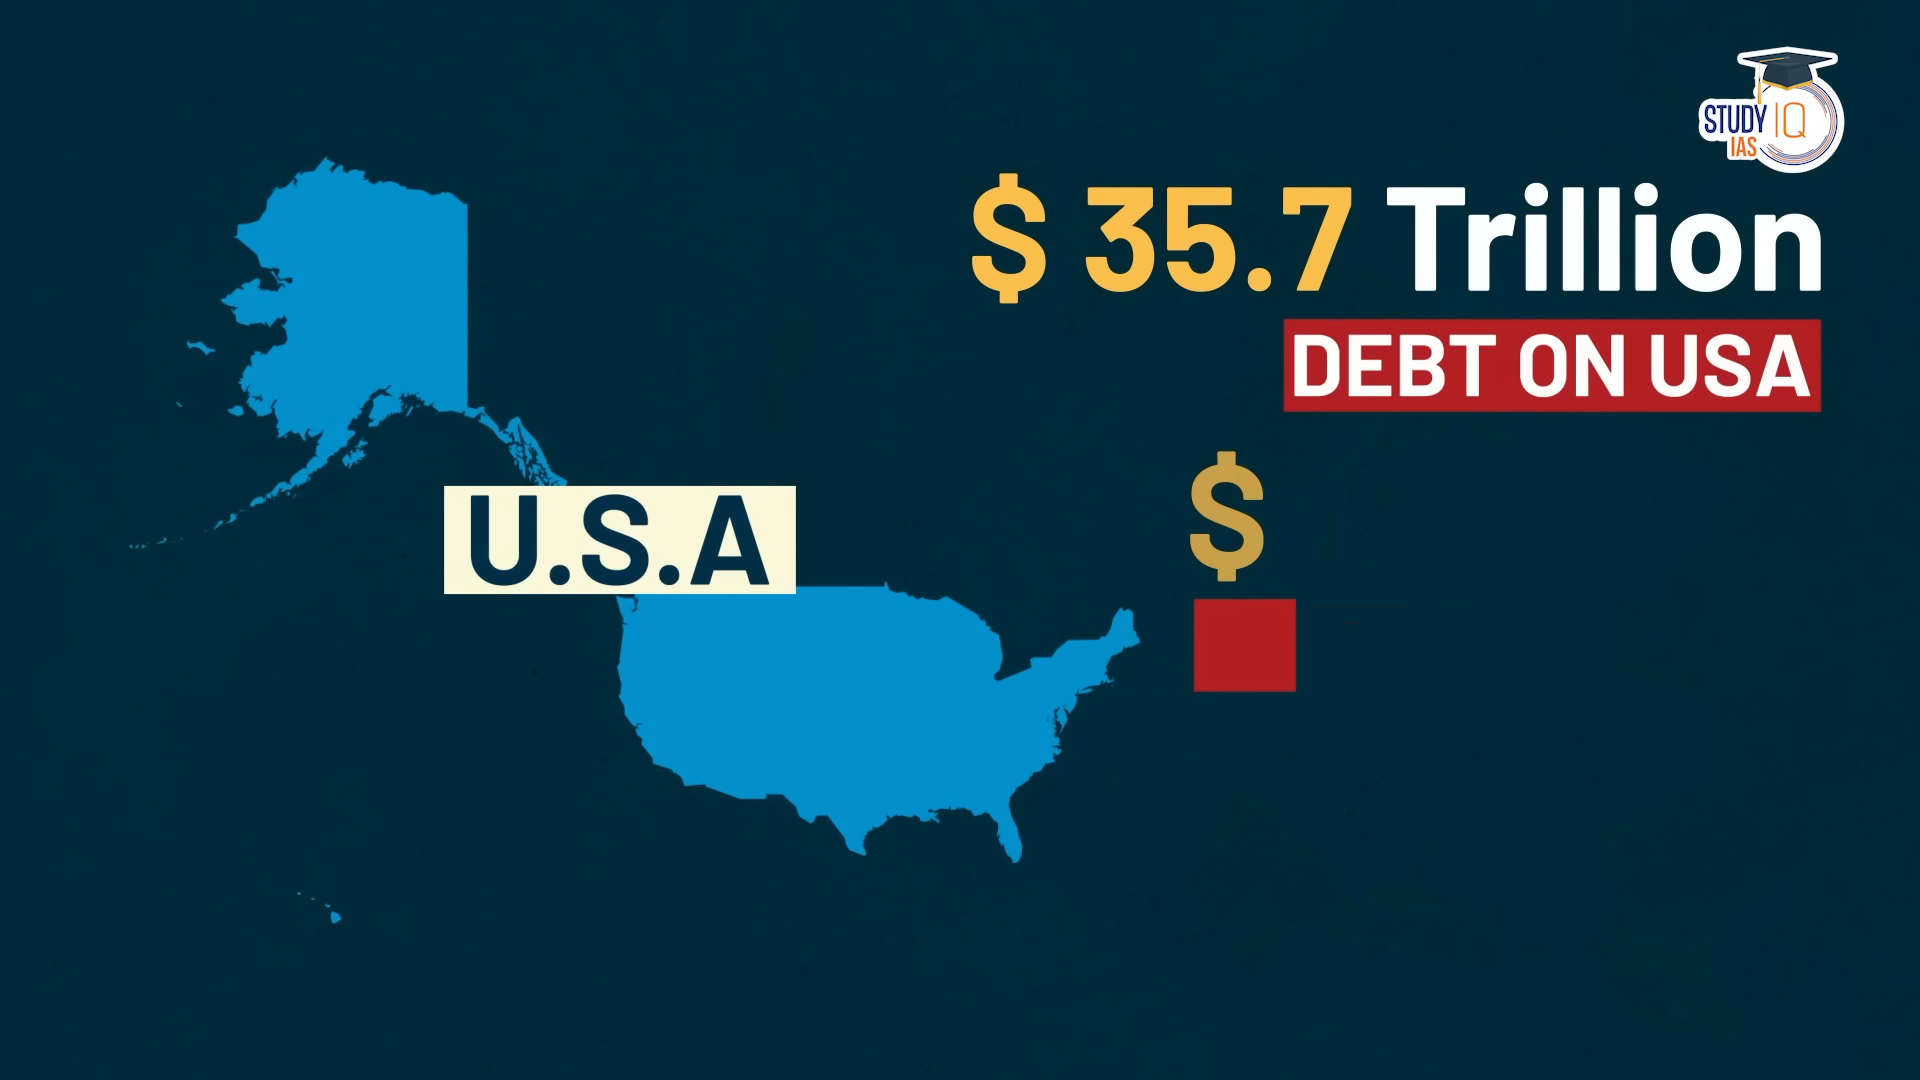 STUDY IQ
IAS
$ 35.7 Trillion
DEBT ON USA
$
U.S.A